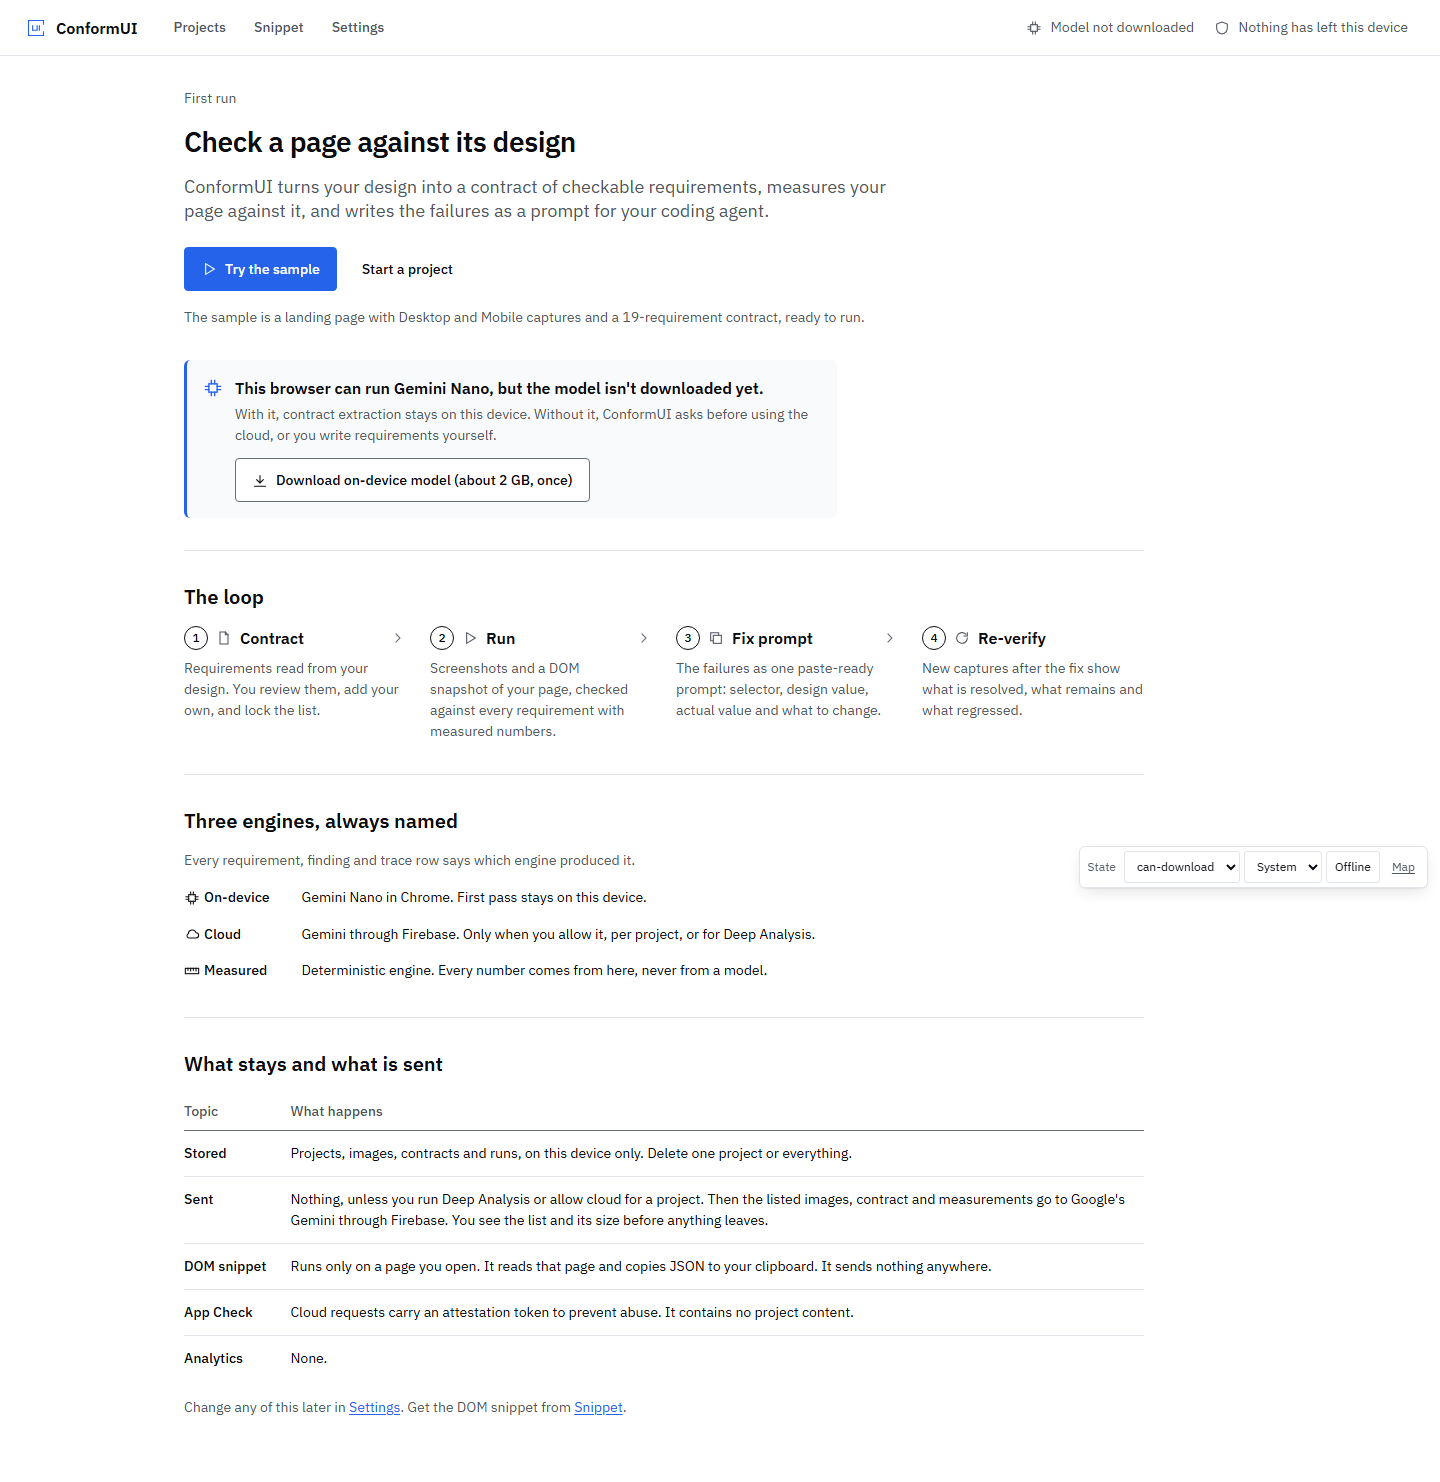 UI ConformUI Projects Snippet Settings Model not downloaded Nothing has left this device
First run
Check a page against its design
ConformUI turns your design into a contract of checkable requirements, measures your
page against it, and writes the failures as a prompt for your coding agent.
Try the sample Start a project
The sample is a landing page with Desktop and Mobile captures and a 19-requirement contract, ready to run.
This browser can run Gemini Nano, but the model isn't downloaded yet.
With it, contract extraction stays on this device. Without it, ConformUI asks before using the
cloud, or you write requirements yourself.
Download on-device model (about 2 GB, once)
The loop
1 Contract
Requirements read from your
design. You review them, add your
own, and lock the list.
2 Run
Screenshots and a DOM
snapshot of your page, checked
against every requirement with
measured numbers.
3 Fix prompt
The failures as one paste-ready
prompt: selector, design value,
actual value and what to change.
4 Re-verify
New captures after the fix show
what is resolved, what remains and
what regressed.
Three engines, always named
Every requirement, finding and trace row says which engine produced it.
State can-download System Offline Map
On-device Gemini Nano in Chrome. First pass stays on this device.
Cloud Gemini through Firebase. Only when you allow it, per project, or for Deep Analysis.
Measured Deterministic engine. Every number comes from here, never from a model.
What stays and what is sent
Topic What happens
Stored Projects, images, contracts and runs, on this device only. Delete one project or everything.
Sent Nothing, unless you run Deep Analysis or allow cloud for a project. Then the listed images, contract and measurements go to Google's
Gemini through Firebase. You see the list and its size before anything leaves.
DOM snippet Runs only on a page you open. It reads that page and copies JSON to your clipboard. It sends nothing anywhere.
App Check Cloud requests carry an attestation token to prevent abuse. It contains no project content.
Analytics None.
Change any of this later in Settings. Get the DOM snippet from Snippet.